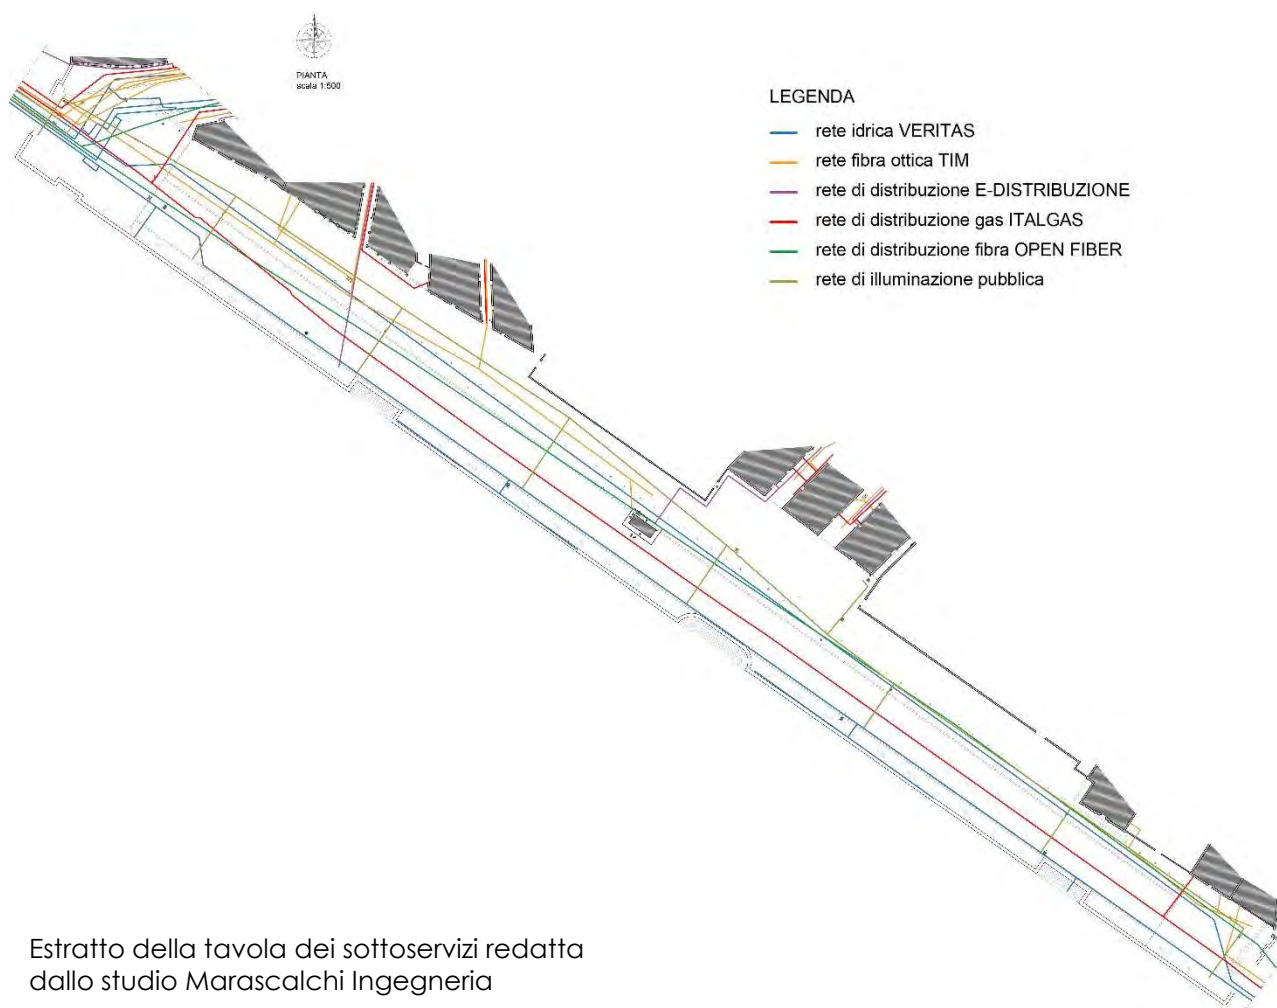 PIANTA
scala 1:500
LEGENDA
rete idrica VERITAS
rete fibra ottica TIM
rete di distribuzione E-DISTRIBUZIONE
rete di distribuzione gas ITALGAS
rete di distribuzione fibra OPEN FIBER
rete di illuminazione pubblica
Estratto della tavola dei sottoservizi redatta
dallo studio Marascalchi Ingegneria